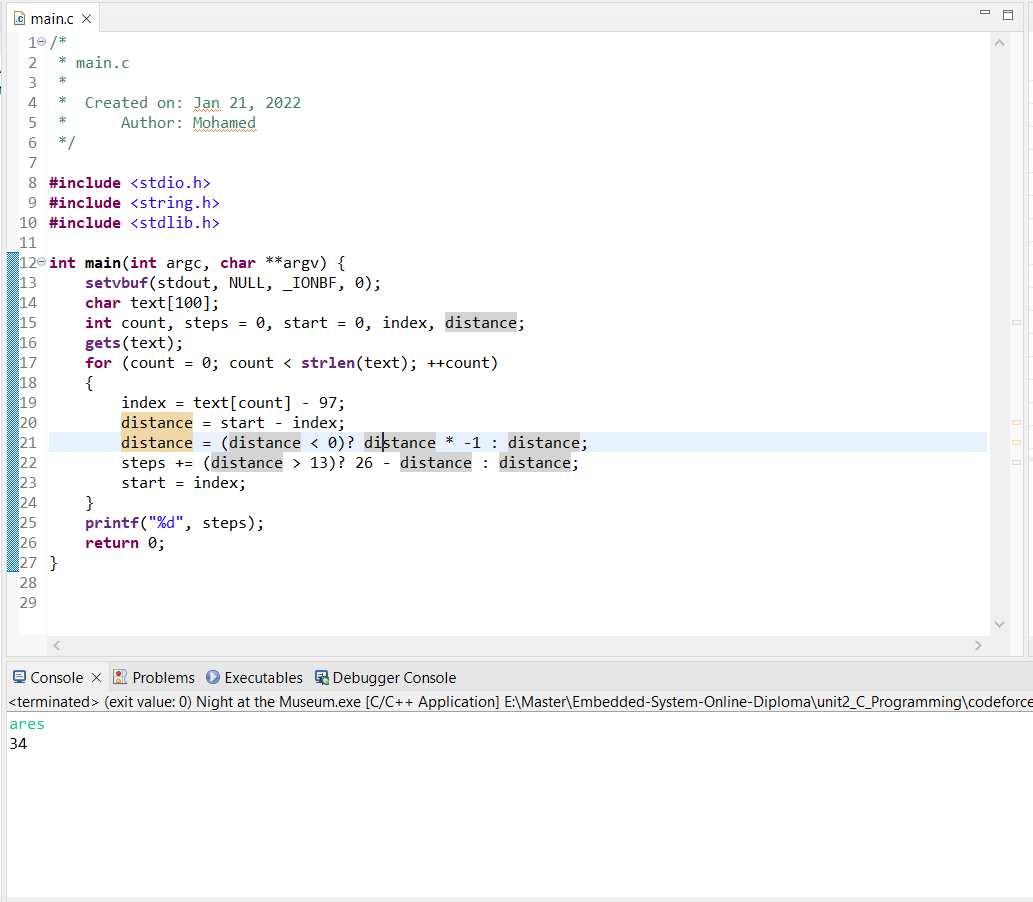 main.c
1 /*
2  * main.c
3  *
4  *  Created on: Jan 21, 2022
5  *      Author: Mohamed
6  */
7
8 #include <stdio.h>
9 #include <string.h>
10 #include <stdlib.h>
11
12 int main(int argc, char **argv) {
13     setvbuf(stdout, NULL, _IONBF, 0);
14     char text[100];
15     int count, steps = 0, start = 0, index, distance;
16     gets(text);
17     for (count = 0; count < strlen(text); ++count)
18     {
19         index = text[count] - 97;
20         distance = start - index;
21         distance = (distance < 0)? distance * -1 : distance;
22         steps += (distance > 13)? 26 - distance : distance;
23         start = index;
24     }
25     printf("%d", steps);
26     return 0;
27 }
28
29
Console Problems Executables Debugger Console
<terminated> (exit value: 0) Night at the Museum.exe [C/C++ Application] E:\Master\Embedded-System-Online-Diploma\unit2_C_Programming\codeforce
ares
34